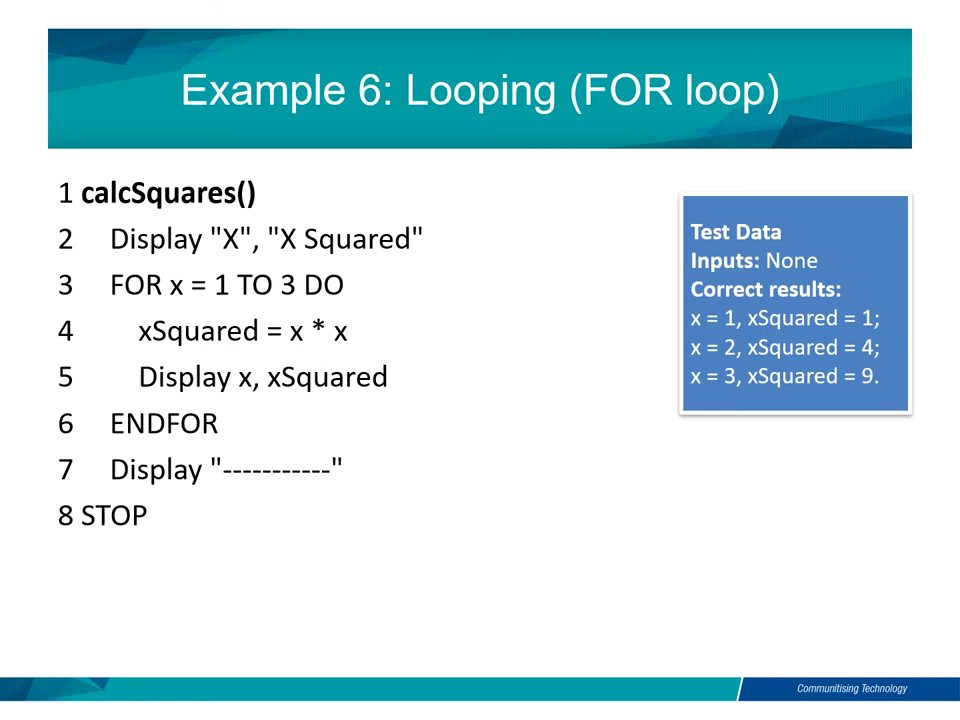 Example 6: Looping (FOR loop)
1 calcSquares()
2 Display "X", "X Squared"
3 FOR x = 1 TO 3 DO
4 xSquared = x * x
5 Display x, xSquared
6 ENDFOR
7 Display "-----------"
8 STOP
Test Data
Inputs: None
Correct results:
x = 1, xSquared = 1;
x = 2, xSquared = 4;
x = 3, xSquared = 9.
Communitising Technology